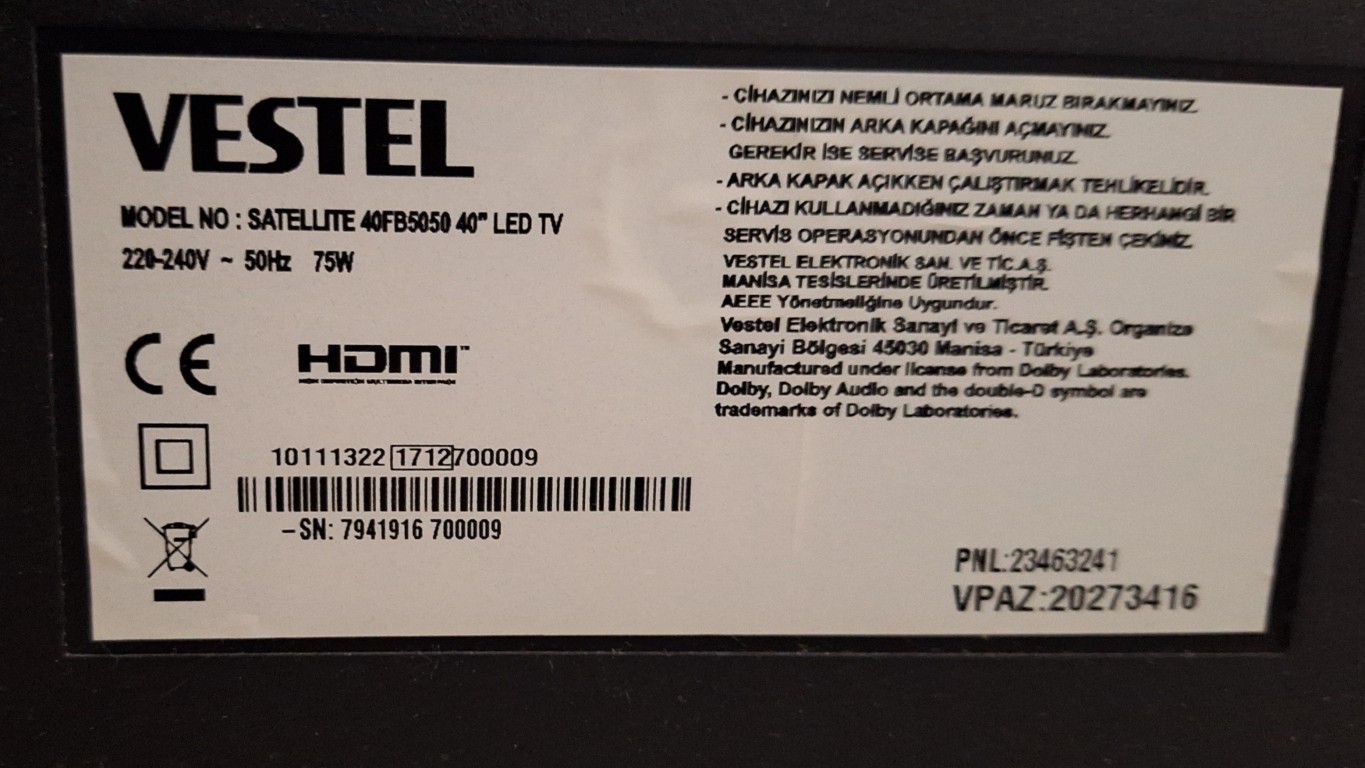 VESTEL
MODEL NO : SATELLITE 40FB5050 40" LED TV
220-240V ~ 50Hz 75W
CE
HDMI™
HIGH DEFINITION MULTIMEDIA INTERFACE
10111322 1712 700009
–SN: 7941916 700009
- CİHAZINIZI NEMLİ ORTAMA MARUZ BIRAKMAYINIZ.
- CİHAZINIZIN ARKA KAPAĞINI AÇMAYINIZ.
GEREKİR İSE SERVİSE BAŞVURUNUZ.
- ARKA KAPAK AÇIKKEN ÇALIŞTIRMAK TEHLİKELİDİR.
- CİHAZI KULLANMADIĞINIZ ZAMAN YA DA HERHANGİ BİR
SERVİS OPERASYONUNDAN ÖNCE FİŞTEN ÇEKİNİZ.
VESTEL ELEKTRONİK SAN. VE TİC.A.Ş.
MANİSA TESİSLERİNDE ÜRETİLMİŞTİR.
AEEE Yönetmeliğine Uygundur.
Vestel Elektronik Sanayi ve Ticaret A.Ş. Organize
Sanayi Bölgesi 45030 Manisa - Türkiye
Manufactured under license from Dolby Laboratories.
Dolby, Dolby Audio and the double-D symbol are
trademarks of Dolby Laboratories.
PNL:23463241
VPAZ:20273416